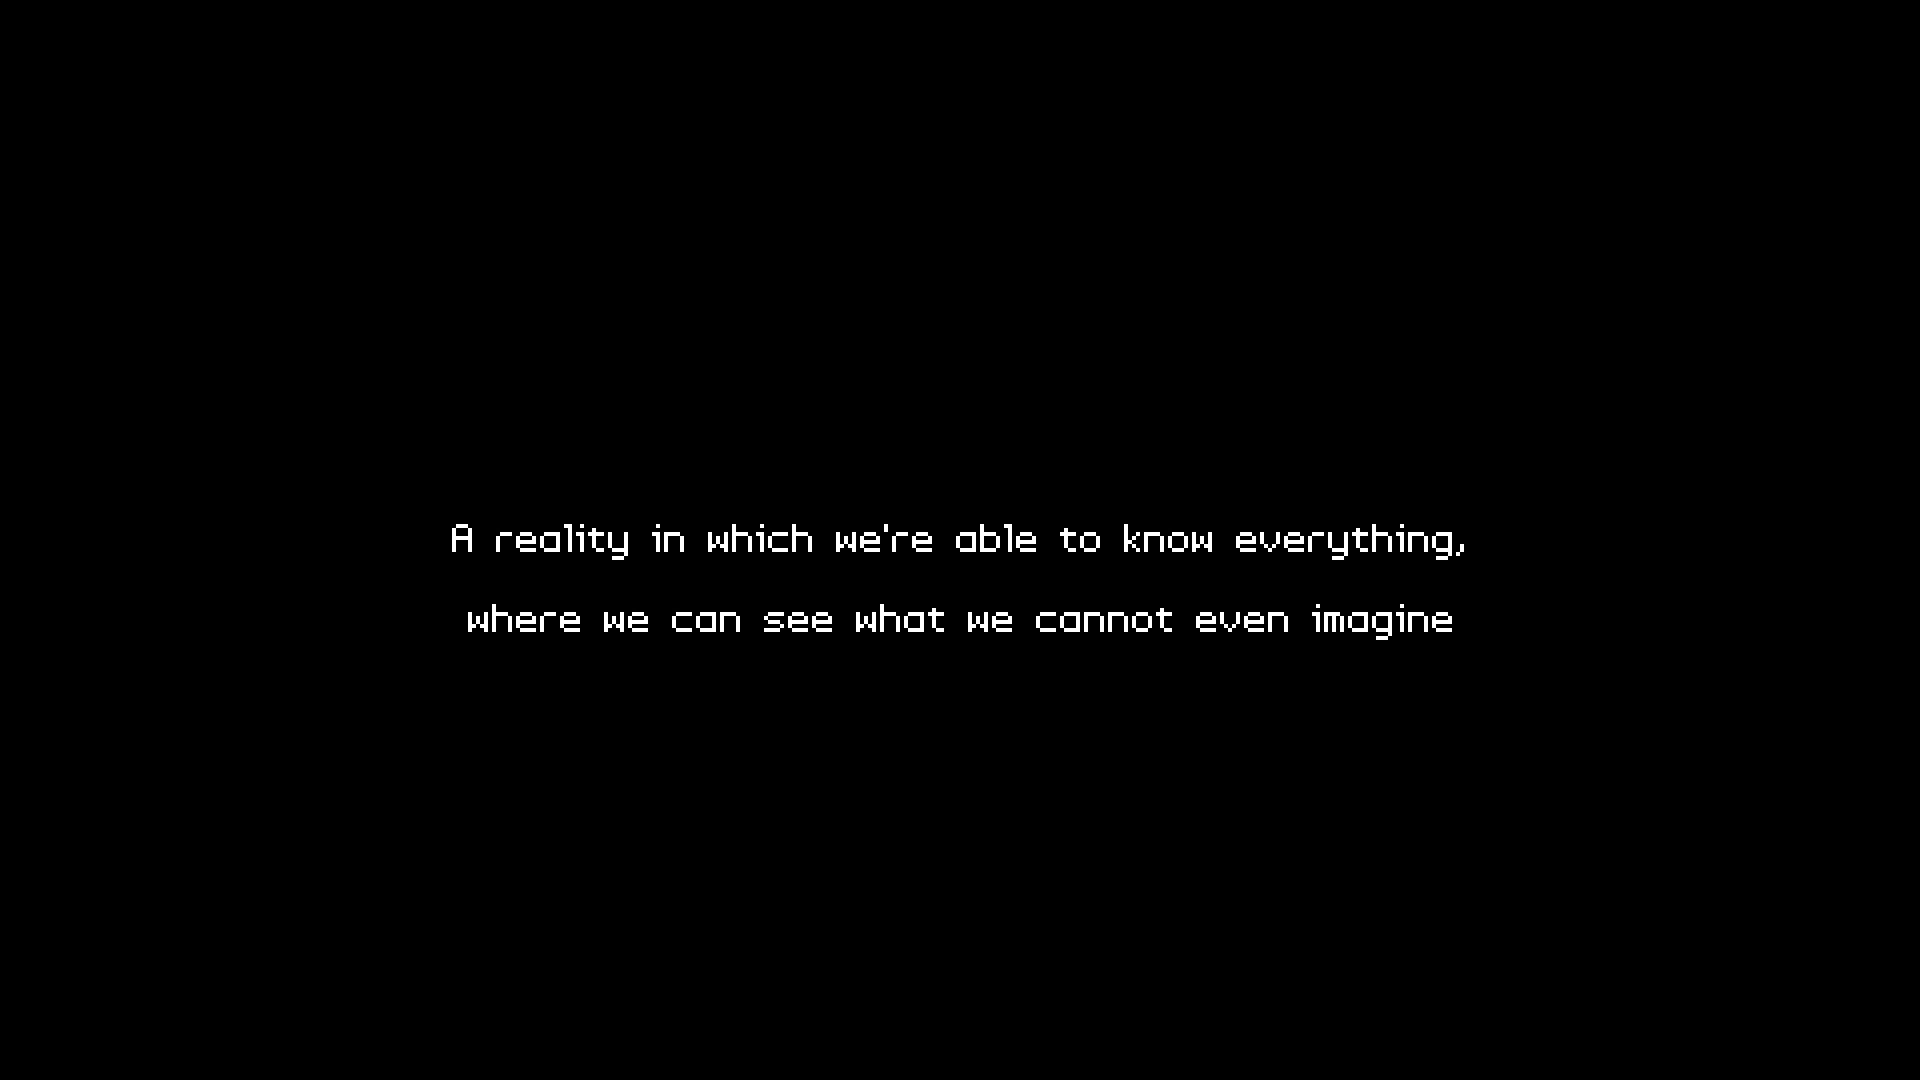 A reality in which we're able to know everything,
where we can see what we cannot even imagine